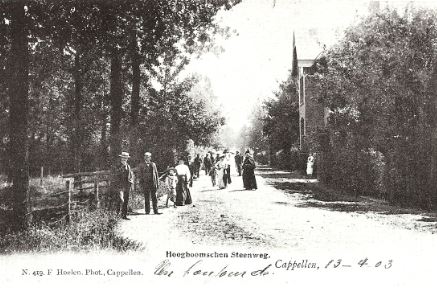 Hoogboomschen Steenweg.
N. 419. F Hoelen. Phot., Cappellen.
Cappellen, 13-4-03